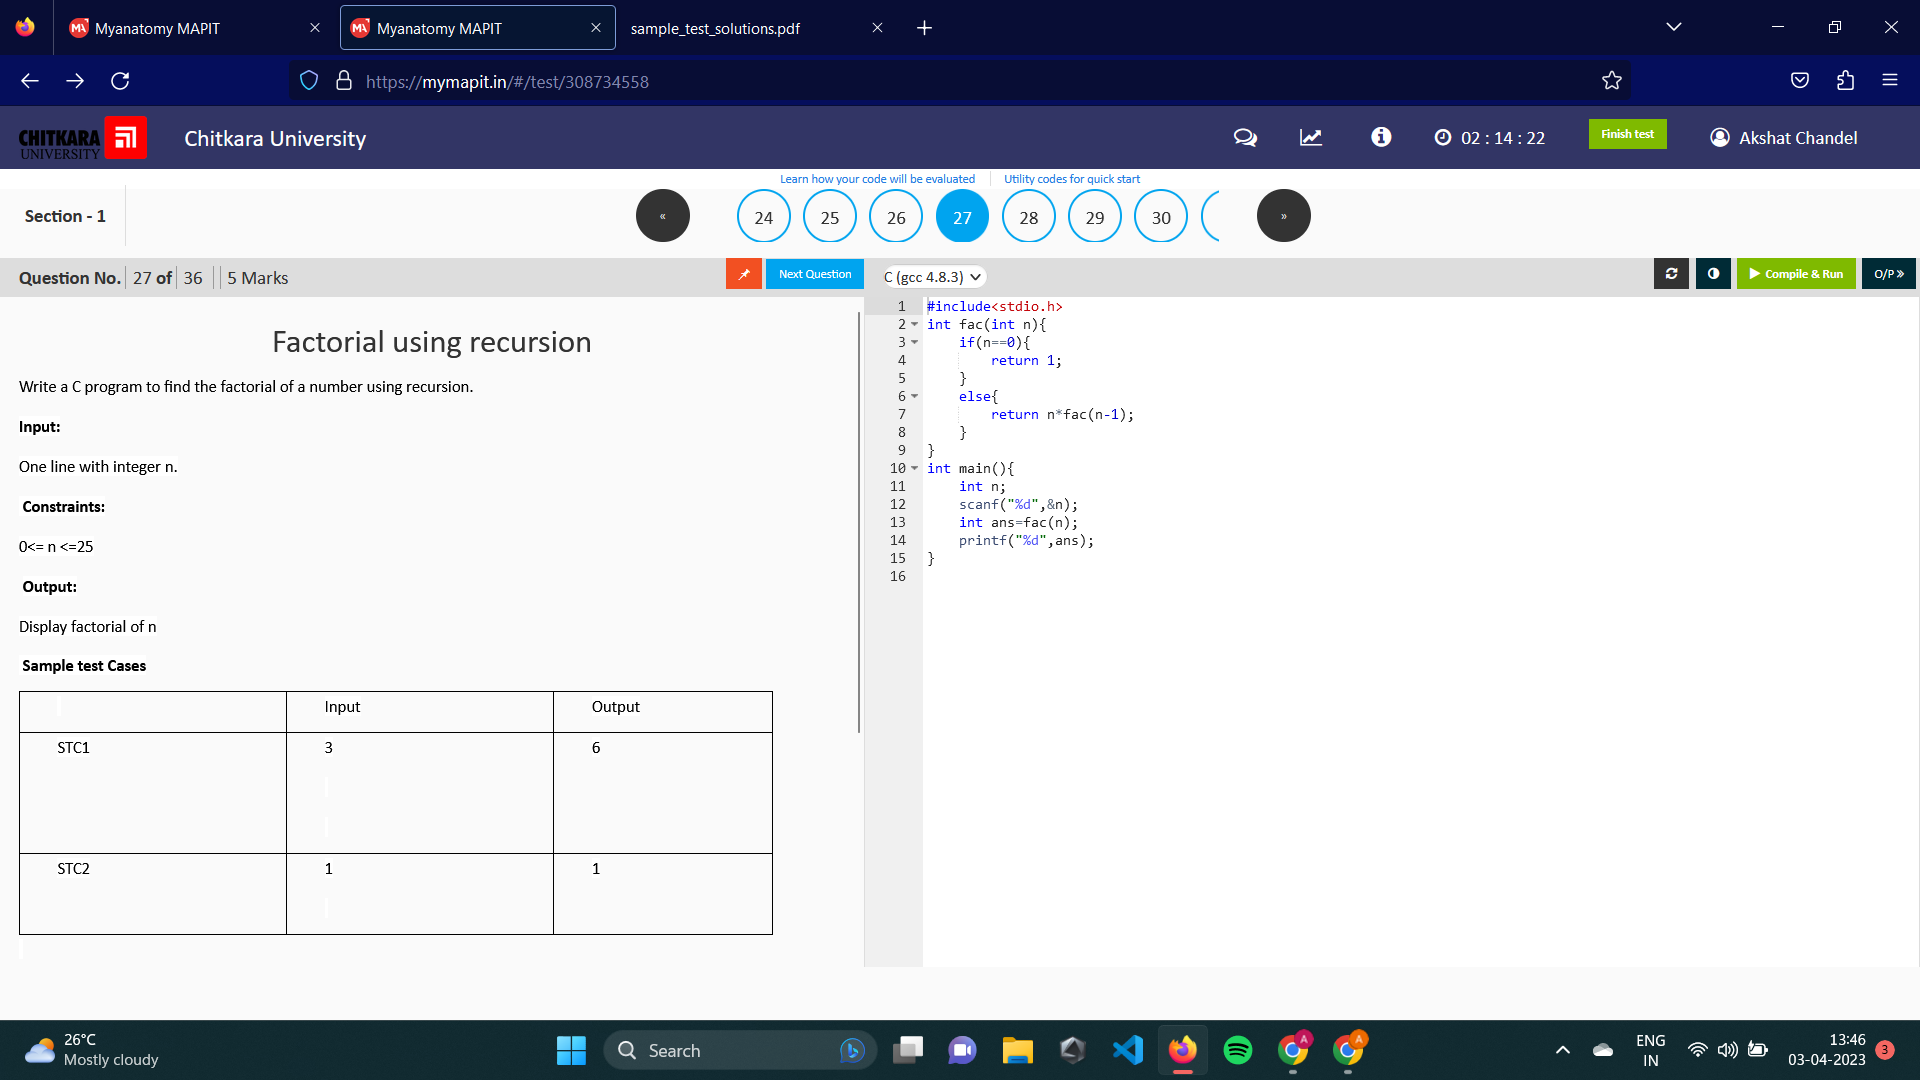 Myanatomy MAPIT
Myanatomy MAPIT
sample_test_solutions.pdf
https://mymapit.in/#/test/308734558
CHITKARA
UNIVERSITY
Chitkara University
02 : 14 : 22
Finish test
Akshat Chandel
Learn how your code will be evaluated
Utility codes for quick start
Section - 1
«
24
25
26
27
28
29
30
»
Question No. 27 of 36 5 Marks
Next Question
C (gcc 4.8.3)
Compile & Run
O/P »
Factorial using recursion
Write a C program to find the factorial of a number using recursion.
Input:
One line with integer n.
Constraints:
0<= n <=25
Output:
Display factorial of n
Sample test Cases
Input Output
STC1 3 6
STC2 1 1
1 #include<stdio.h>
2 int fac(int n){
3 if(n==0){
4 return 1;
5 }
6 else{
7 return n*fac(n-1);
8 }
9 }
10 int main(){
11 int n;
12 scanf("%d",&n);
13 int ans=fac(n);
14 printf("%d",ans);
15 }
16
26°C
Mostly cloudy
Search
A
A
ENG
IN
13:46
03-04-2023
3